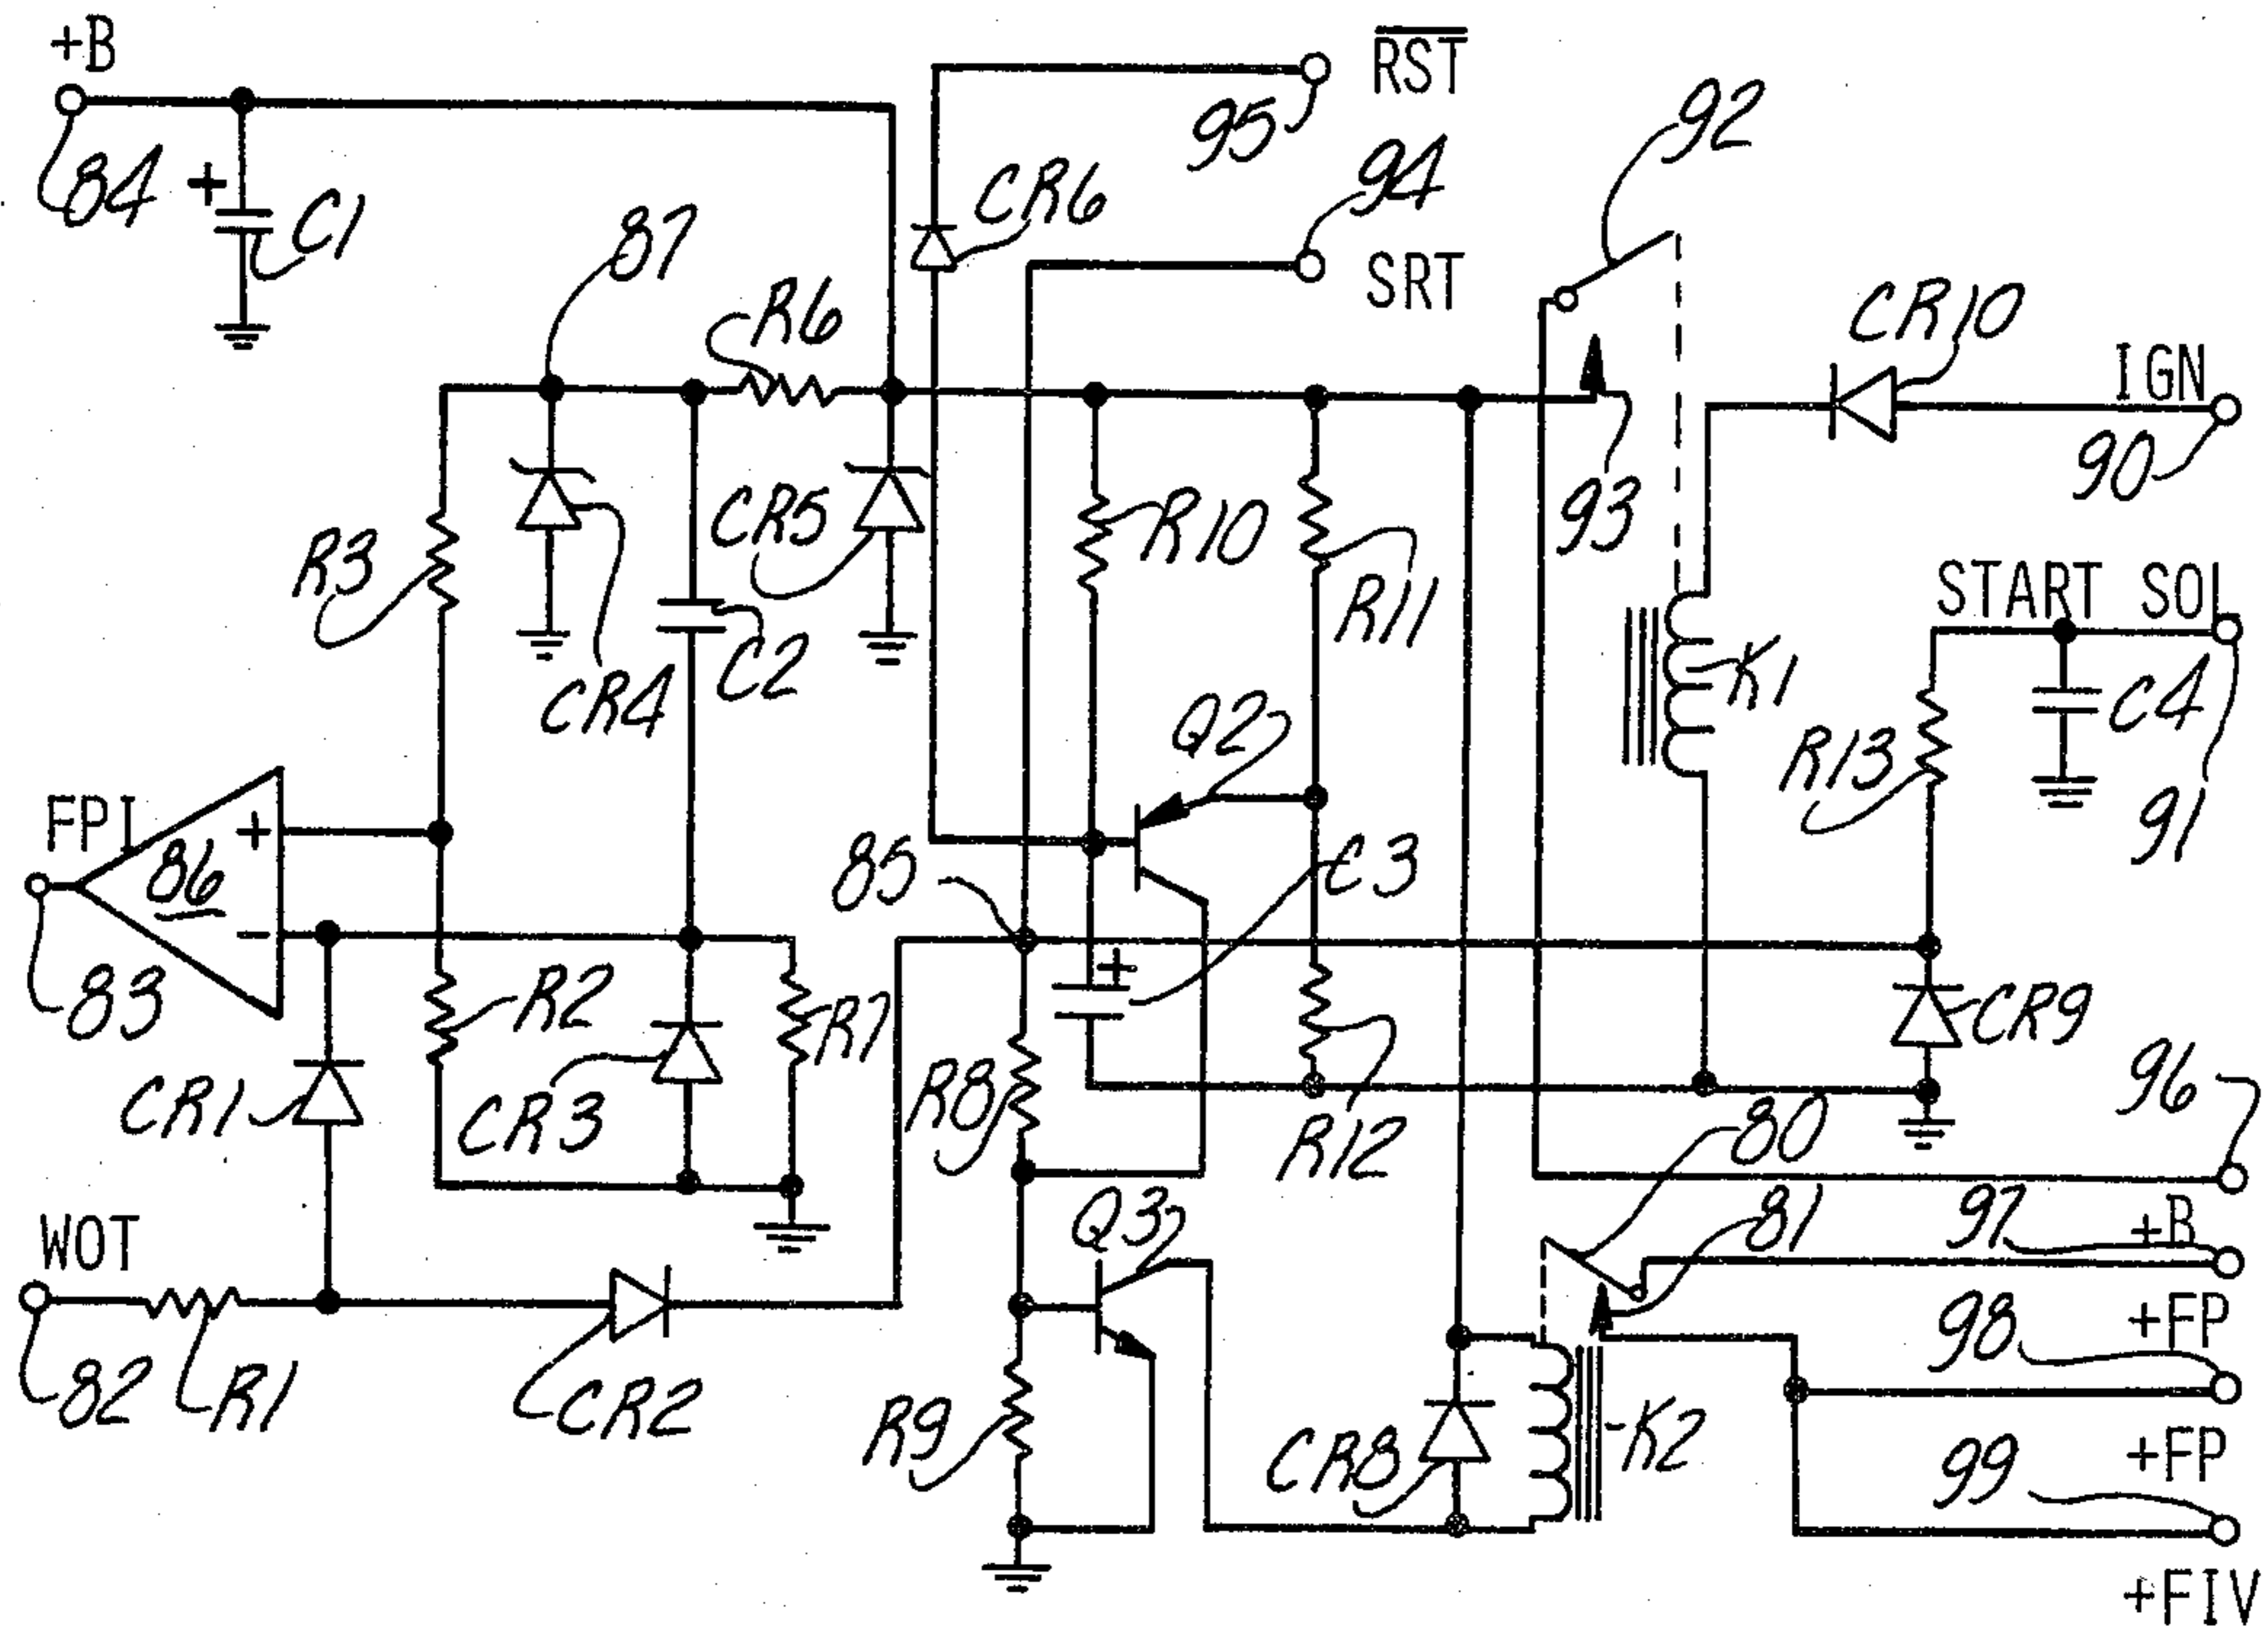 +B
RST
95
92
84
+
C1
CR6
94
SRT
87
R6
CR10
IGN
90
93
CR5
R10
R3
R11
START SOL
C2
CR4
K1
C4
Q2
R13
91
FPI
+
86
85
C3
-
+
83
R2
R7
CR9
CR1
CR3
R8
96
R12
80
WOT
Q3
81
97
+B
98
+FP
82
R1
CR2
R9
CR8
K2
99
+FP
+FIV